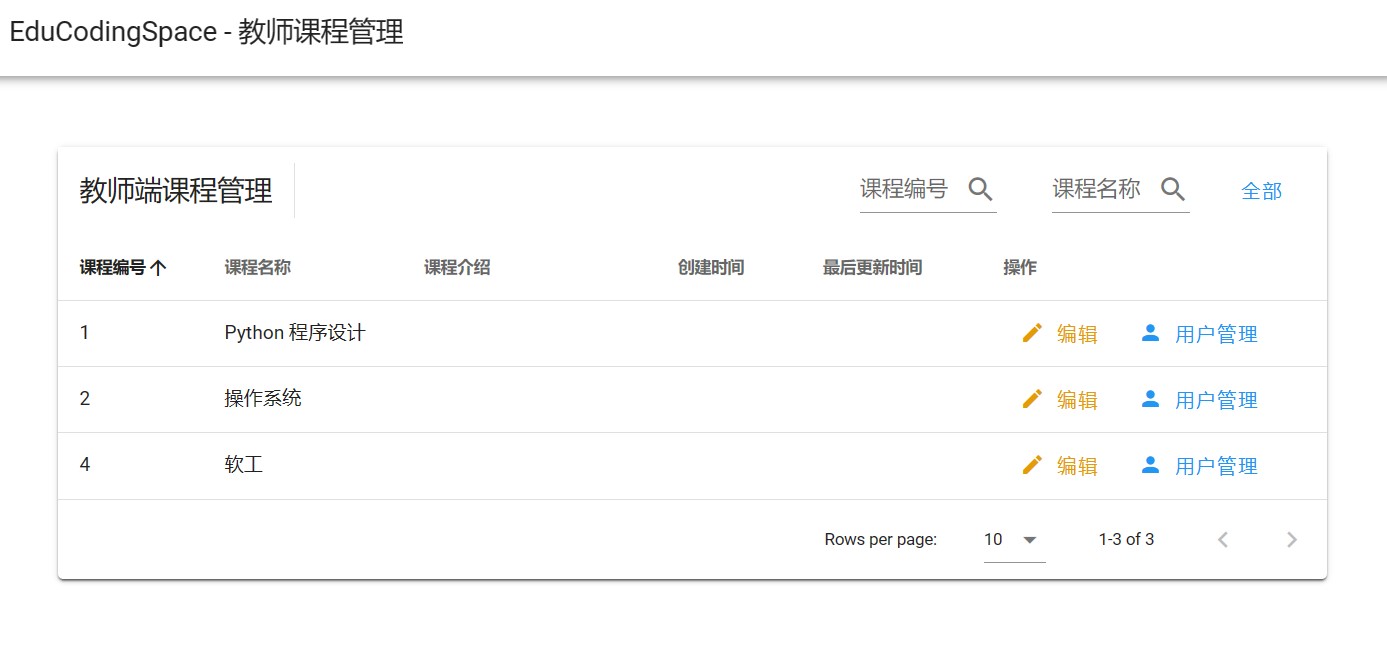 EduCodingSpace - 教师课程管理
教师端课程管理 课程编号 课程名称 全部
课程编号 课程名称 课程介绍 创建时间 最后更新时间 操作
1 Python 程序设计 编辑 用户管理
2 操作系统 编辑 用户管理
4 软工 编辑 用户管理
Rows per page: 10 1-3 of 3